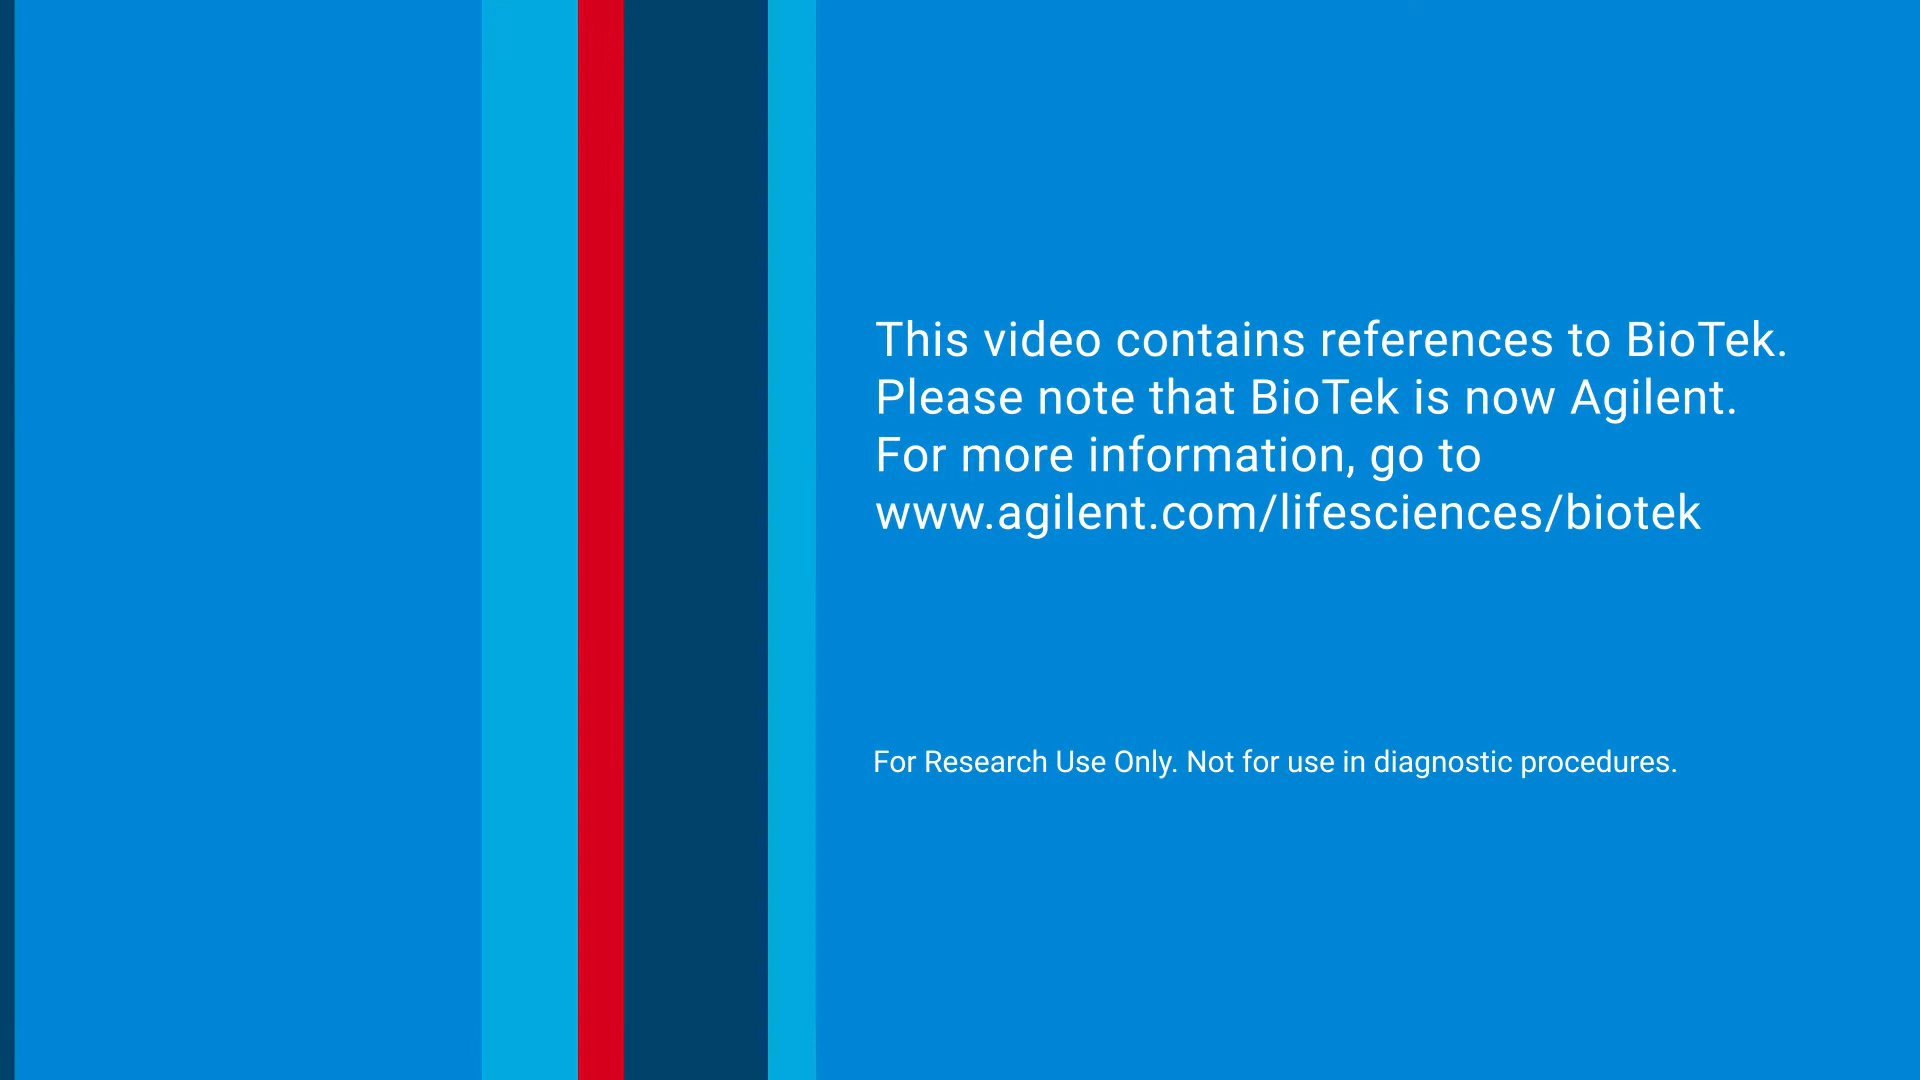 This video contains references to BioTek.
Please note that BioTek is now Agilent.
For more information, go to
www.agilent.com/lifesciences/biotek
For Research Use Only. Not for use in diagnostic procedures.